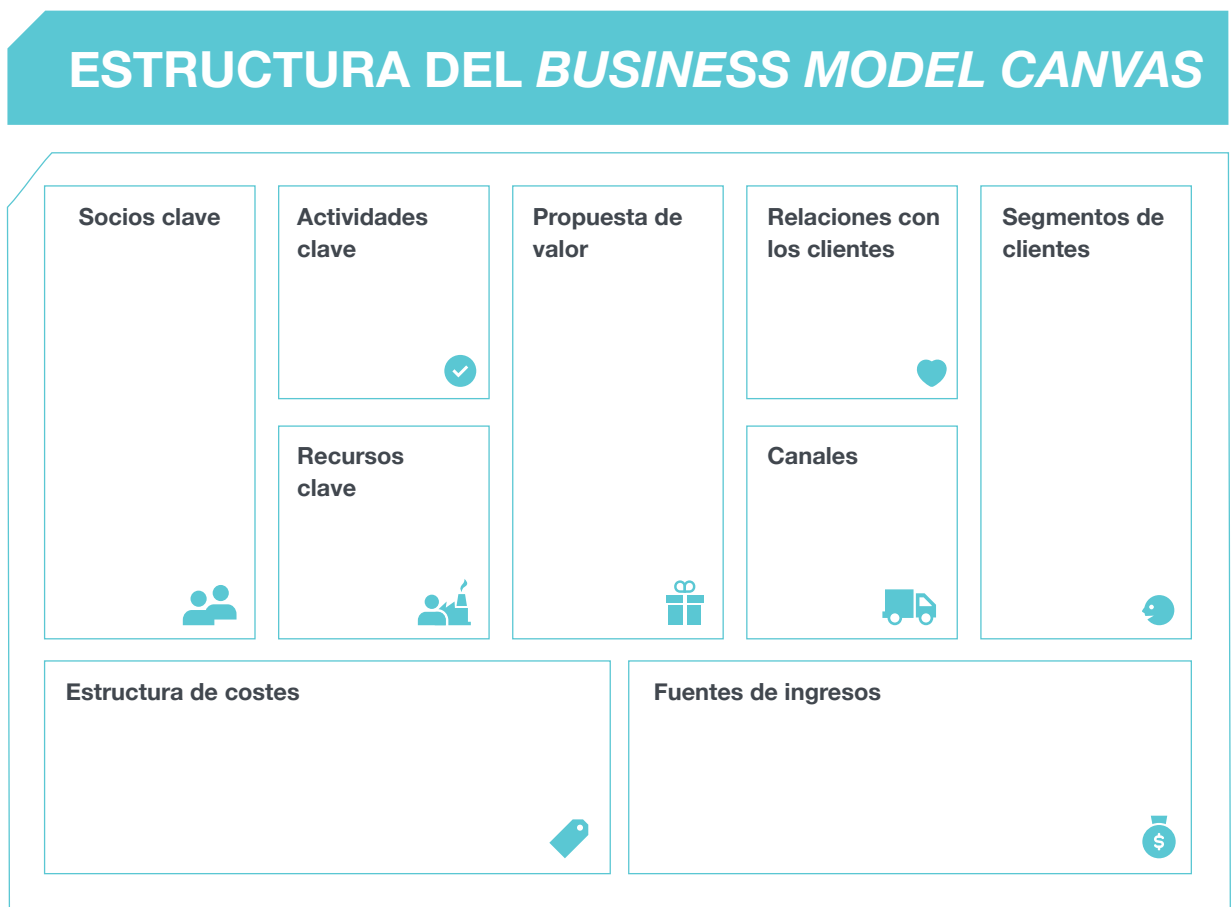 ESTRUCTURA DEL BUSINESS MODEL CANVAS
Socios clave
Actividades
clave
Recursos
clave
Propuesta de
valor
Relaciones con
los clientes
Canales
Segmentos de
clientes
Estructura de costes
Fuentes de ingresos
$